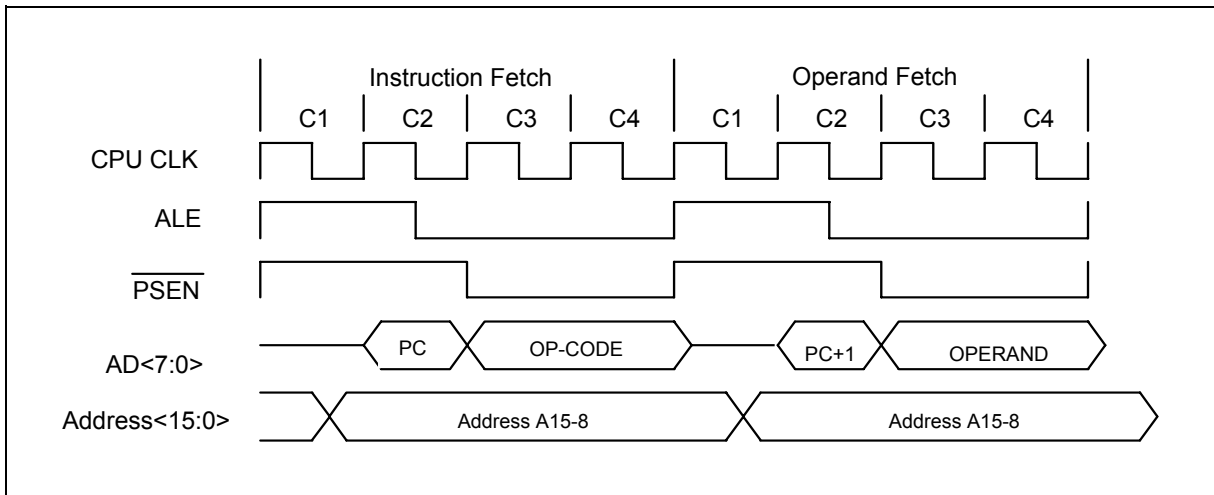 Instruction Fetch Operand Fetch
C1 C2 C3 C4 C1 C2 C3 C4
CPU CLK
ALE
PSEN
AD<7:0> PC OP-CODE PC+1 OPERAND
Address<15:0> Address A15-8 Address A15-8